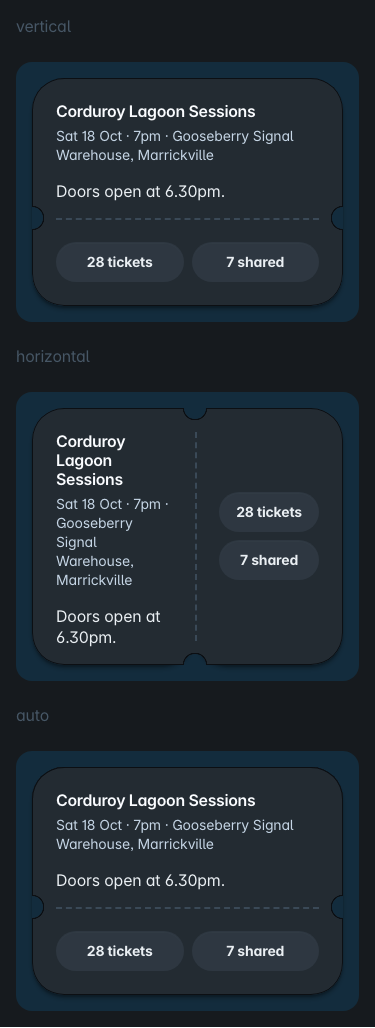 vertical
Corduroy Lagoon Sessions
Sat 18 Oct · 7pm · Gooseberry Signal
Warehouse, Marrickville
Doors open at 6.30pm.
28 tickets
7 shared
horizontal
Corduroy
Lagoon
Sessions
Sat 18 Oct · 7pm ·
Gooseberry
Signal
Warehouse,
Marrickville
Doors open at
6.30pm.
28 tickets
7 shared
auto
Corduroy Lagoon Sessions
Sat 18 Oct · 7pm · Gooseberry Signal
Warehouse, Marrickville
Doors open at 6.30pm.
28 tickets
7 shared